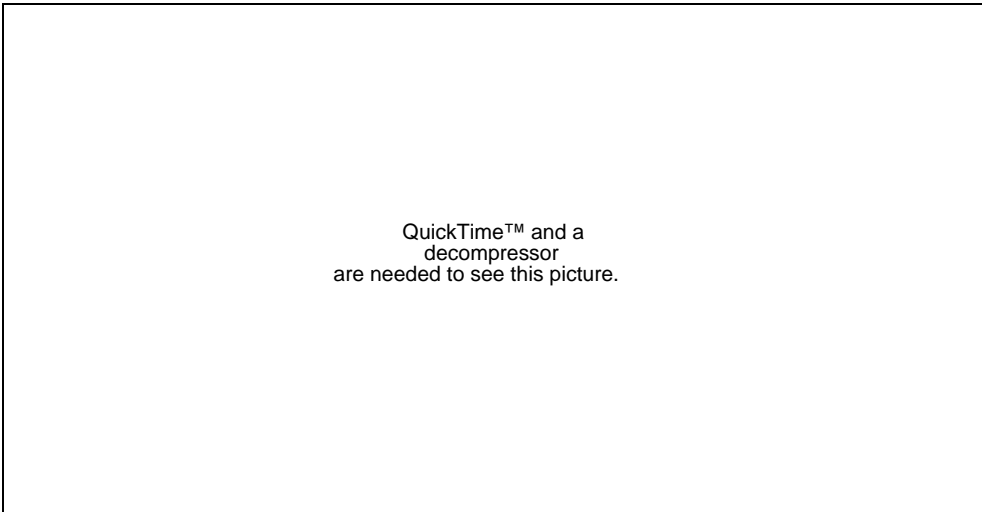 QuickTime™ and a
decompressor
are needed to see this picture.